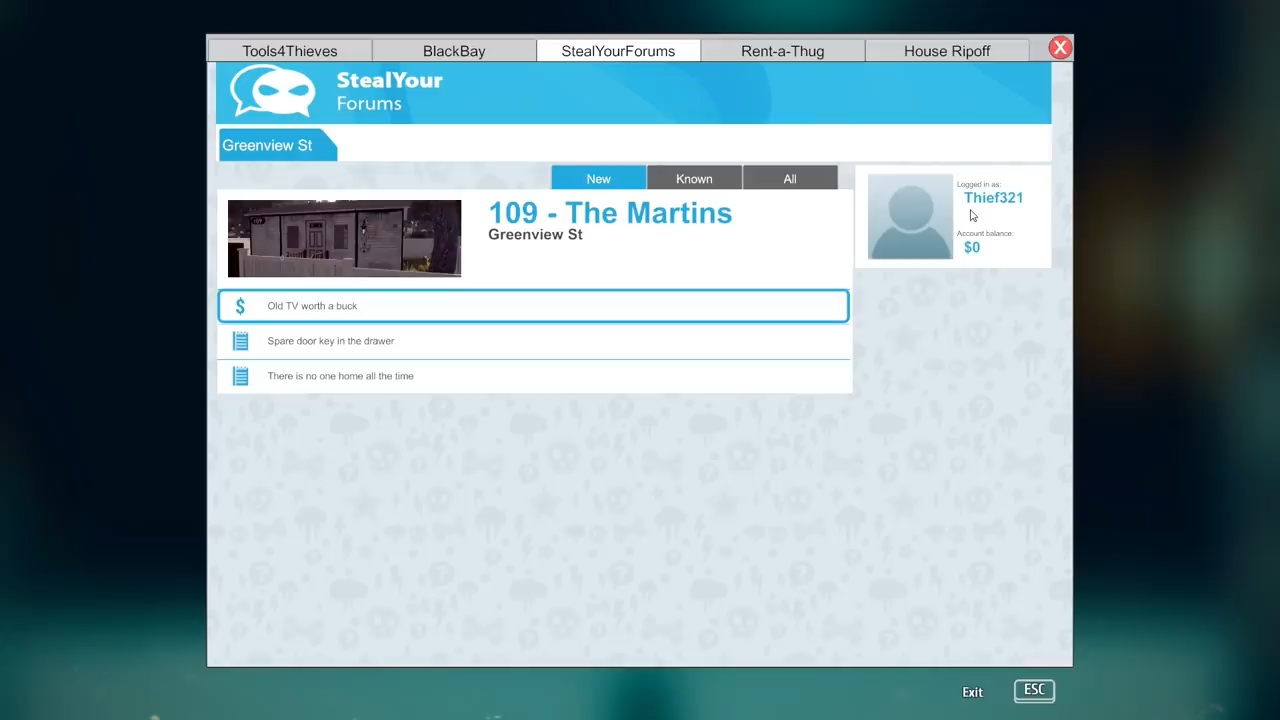 Tools4Thieves
BlackBay
StealYourForums
Rent-a-Thug
House Ripoff
X
StealYour
Forums
Greenview St
New
Known
All
109 - The Martins
Greenview St
Logged in as:
Thief321
Account balance:
$0
$ Old TV worth a buck
Spare door key in the drawer
There is no one home all the time
Exit ESC